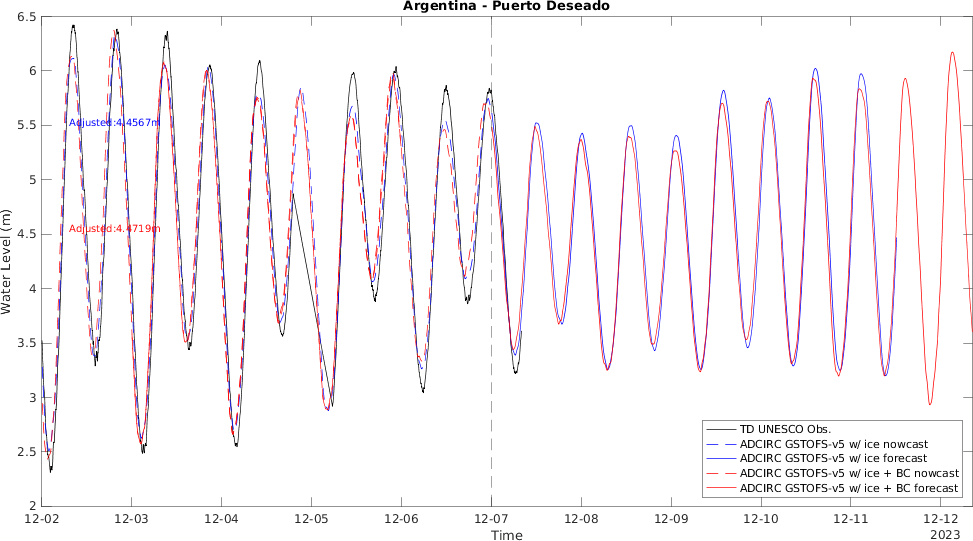 Argentina - Puerto Deseado
6.5
6
5.5
5
4.5
4
3.5
3
2.5
2
Water Level (m)
Adjusted:4.4567m
Adjusted:4.4719m
TD UNESCO Obs.
ADCIRC GSTOFS-v5 w/ ice nowcast
ADCIRC GSTOFS-v5 w/ ice forecast
ADCIRC GSTOFS-v5 w/ ice + BC nowcast
ADCIRC GSTOFS-v5 w/ ice + BC forecast
12-02 12-03 12-04 12-05 12-06 12-07 12-08 12-09 12-10 12-11 12-12
2023
Time